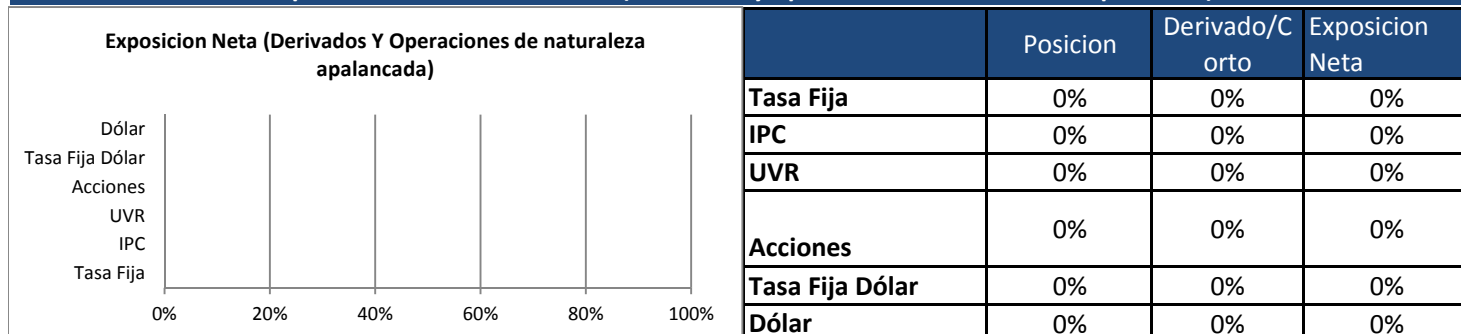 Exposicion Neta (Derivados Y Operaciones de naturaleza
apalancada)
Dólar
Tasa Fija Dólar
Acciones
UVR
IPC
Tasa Fija
0% 20% 40% 60% 80% 100%
Posicion Derivado/C Exposicion
orto Neta
Tasa Fija 0% 0% 0%
IPC 0% 0% 0%
UVR 0% 0% 0%
Acciones 0% 0% 0%
Tasa Fija Dólar 0% 0% 0%
Dólar 0% 0% 0%